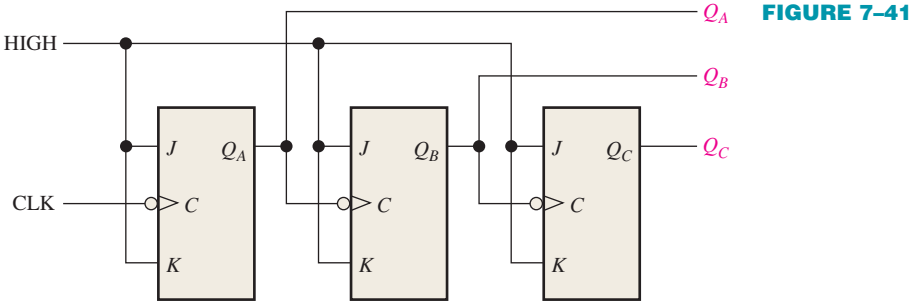 Q_A FIGURE 7–41
HIGH
Q_B
J Q_A J Q_B J Q_C Q_C
CLK C C C
K K K